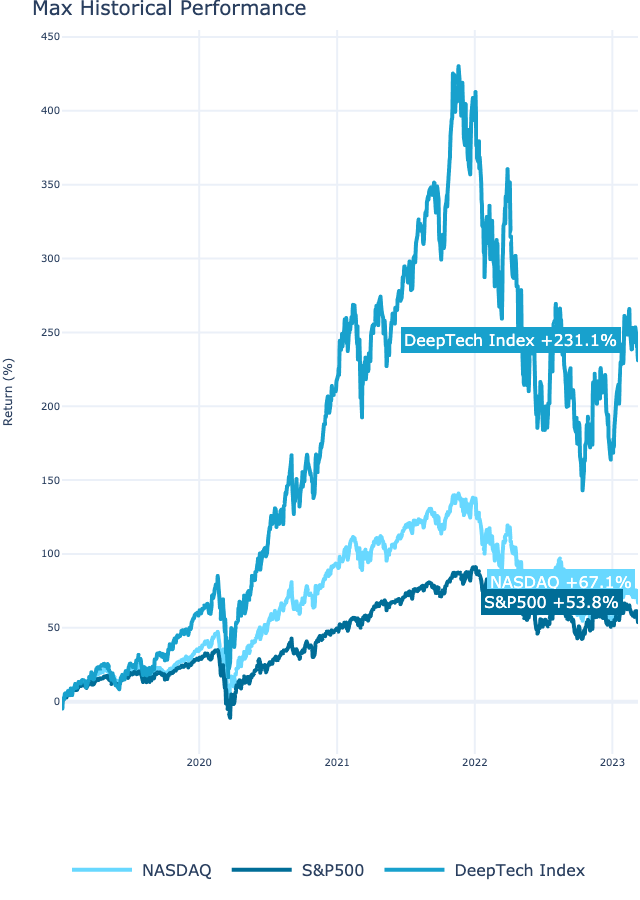 Max Historical Performance
450
400
350
300
250
200
150
100
50
0
Return (%)
DeepTech Index +231.1%
NASDAQ +67.1%
S&P500 +53.8%
2020
2021
2022
2023
NASDAQ
S&P500
DeepTech Index